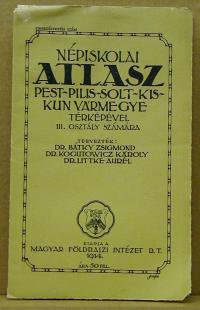 NÉPISKOLAI
ATLASZ
PEST-PILIS-SOLT-KIS-
KUN VARMEGYE
TÉRKÉPÉVEL
III. OSZTÁLY SZÁMÁRA
TERVEZTÉK:
DR. BÁTKY ZSIGMOND
DR. KOGUTOWICZ KÁROLY
DR. LITTKE AURÉL
KIADJA A
MAGYAR FÖLDRAJZI INTÉZET R.T.
1914.
ÁRA 50 FILL.